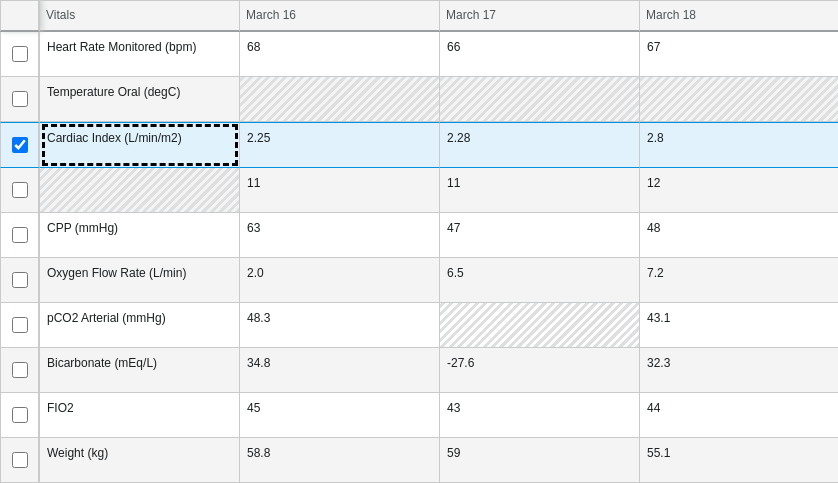 Vitals March 16 March 17 March 18
Heart Rate Monitored (bpm) 68 66 67
Temperature Oral (degC)
Cardiac Index (L/min/m2) 2.25 2.28 2.8
11 11 12
CPP (mmHg) 63 47 48
Oxygen Flow Rate (L/min) 2.0 6.5 7.2
pCO2 Arterial (mmHg) 48.3 43.1
Bicarbonate (mEq/L) 34.8 -27.6 32.3
FIO2 45 43 44
Weight (kg) 58.8 59 55.1